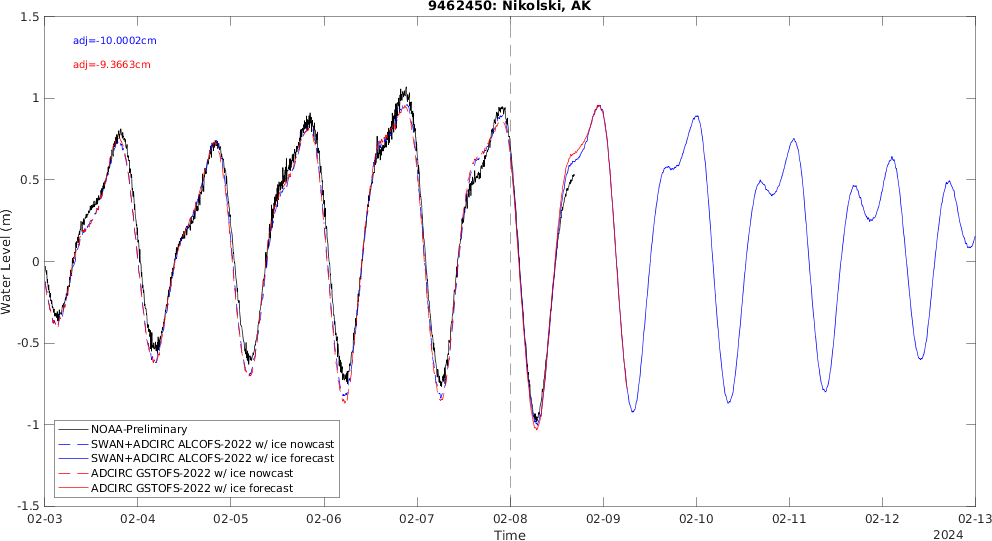 9462450: Nikolski, AK
adj=-10.0002cm
adj=-9.3663cm
Water Level (m)
1.5
1
0.5
0
-0.5
-1
-1.5
NOAA-Preliminary
SWAN+ADCIRC ALCOFS-2022 w/ ice nowcast
SWAN+ADCIRC ALCOFS-2022 w/ ice forecast
ADCIRC GSTOFS-2022 w/ ice nowcast
ADCIRC GSTOFS-2022 w/ ice forecast
02-03 02-04 02-05 02-06 02-07 02-08 02-09 02-10 02-11 02-12 02-13
Time
2024